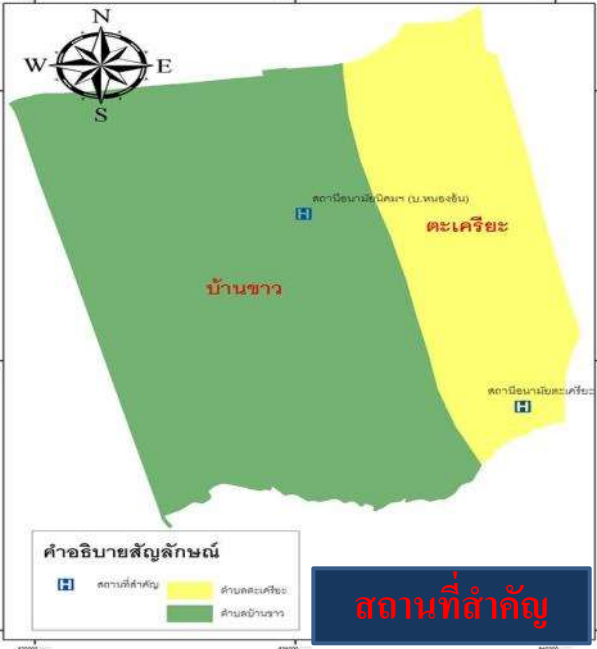 N
W E
S
สถานีอนามัยนิคมฯ (บ.หนองอ้น)
H
ตะเครียะ
บ้านขาว
สถานีอนามัยตะเครียะ
H
คำอธิบายสัญลักษณ์
H สถานที่สำคัญ
ตำบลตะเครียะ
ตำบลบ้านขาว
สถานที่สำคัญ